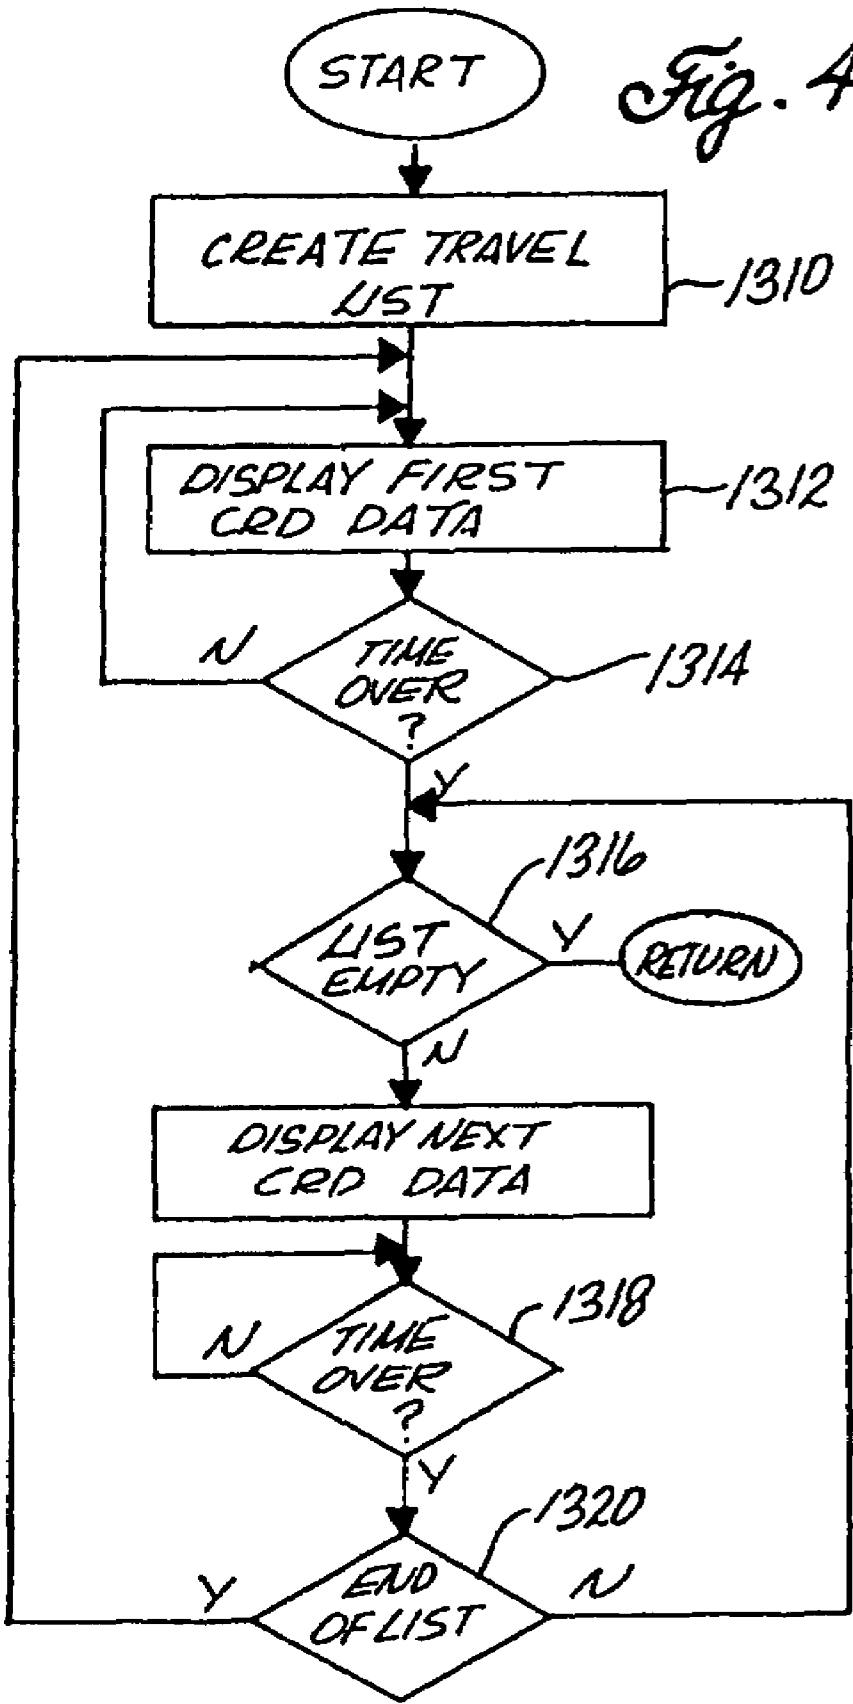 START
Fig. 4
CREATE TRAVEL
LIST
1310
DISPLAY FIRST
CRD DATA
1312
N
TIME
OVER
?
1314
Y
1316
LIST
EMPTY
Y
RETURN
N
DISPLAY NEXT
CRD DATA
1318
N
TIME
OVER
?
Y
1320
Y
END
OF LIST
N